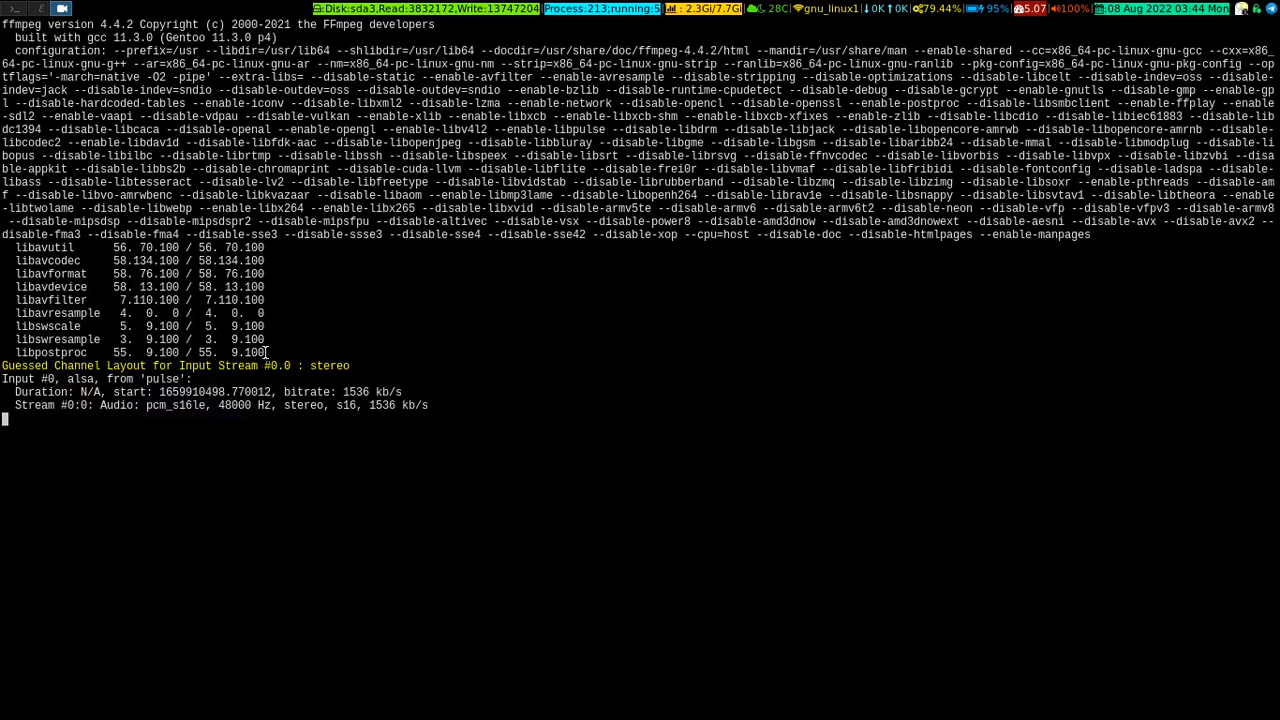 Disk:sda3,Read:3832172,Write:13747204 Process:213;running:5 : 2.3Gi/7.7Gi 28C gnu_linux1 ↓0K ↑0K 79.44% 95% 5.07 100% :08 Aug 2022 03:44 Mon
ffmpeg version 4.4.2 Copyright (c) 2000-2021 the FFmpeg developers
built with gcc 11.3.0 (Gentoo 11.3.0 p4)
configuration: --prefix=/usr --libdir=/usr/lib64 --shlibdir=/usr/lib64 --docdir=/usr/share/doc/ffmpeg-4.4.2/html --mandir=/usr/share/man --enable-shared --cc=x86_64-pc-linux-gnu-gcc --cxx=x86_
64-pc-linux-gnu-g++ --ar=x86_64-pc-linux-gnu-ar --nm=x86_64-pc-linux-gnu-nm --strip=x86_64-pc-linux-gnu-strip --ranlib=x86_64-pc-linux-gnu-ranlib --pkg-config=x86_64-pc-linux-gnu-pkg-config --op
tflags='-march=native -O2 -pipe' --extra-libs= --disable-static --enable-avfilter --enable-avresample --disable-stripping --disable-optimizations --disable-libcelt --disable-indev=oss --disable-
indev=jack --disable-indev=sndio --disable-outdev=oss --disable-outdev=sndio --enable-bzlib --disable-runtime-cpudetect --disable-debug --disable-gcrypt --enable-gnutls --disable-gmp --enable-gp
l --disable-hardcoded-tables --enable-iconv --disable-libxml2 --disable-lzma --enable-network --disable-opencl --disable-openssl --enable-postproc --disable-libsmbclient --enable-ffplay --enable
-sdl2 --enable-vaapi --disable-vdpau --disable-vulkan --enable-xlib --enable-libxcb --enable-libxcb-shm --enable-libxcb-xfixes --enable-zlib --disable-libcdio --disable-libiec61883 --disable-lib
dc1394 --disable-libcaca --disable-openal --enable-opengl --enable-libv4l2 --enable-libpulse --disable-libdrm --disable-libjack --disable-libopencore-amrwb --disable-libopencore-amrnb --disable-
libcodec2 --enable-libdav1d --disable-libfdk-aac --disable-libopenjpeg --disable-libbluray --disable-libgme --disable-libgsm --disable-libaribb24 --disable-mmal --disable-libmodplug --disable-li
bopus --disable-libilbc --disable-librtmp --disable-libssh --disable-libspeex --disable-libsrt --disable-librsvg --disable-ffnvcodec --disable-libvorbis --disable-libvpx --disable-libzvbi --disa
ble-appkit --disable-libbs2b --disable-chromaprint --disable-cuda-llvm --disable-libflite --disable-frei0r --disable-libvmaf --disable-libfribidi --disable-fontconfig --disable-ladspa --disable-
libass --disable-libtesseract --disable-lv2 --disable-libfreetype --disable-libvidstab --disable-librubberband --disable-libzmq --disable-libzimg --disable-libsoxr --enable-pthreads --disable-am
f --disable-libvo-amrwbenc --disable-libkvazaar --disable-libaom --enable-libmp3lame --disable-libopenh264 --disable-librav1e --disable-libsnappy --disable-libsvtav1 --disable-libtheora --enable
-libtwolame --disable-libwebp --enable-libx264 --enable-libx265 --disable-libxvid --disable-armv5te --disable-armv6 --disable-armv6t2 --disable-neon --disable-vfp --disable-vfpv3 --disable-armv8
--disable-mipsdsp --disable-mipsdspr2 --disable-mipsfpu --disable-altivec --disable-vsx --disable-power8 --disable-amd3dnow --disable-amd3dnowext --disable-aesni --disable-avx --disable-avx2 --
disable-fma3 --disable-fma4 --disable-sse3 --disable-ssse3 --disable-sse4 --disable-sse42 --disable-xop --cpu=host --disable-doc --disable-htmlpages --enable-manpages
libavutil 56. 70.100 / 56. 70.100
libavcodec 58.134.100 / 58.134.100
libavformat 58. 76.100 / 58. 76.100
libavdevice 58. 13.100 / 58. 13.100
libavfilter 7.110.100 / 7.110.100
libavresample 4. 0. 0 / 4. 0. 0
libswscale 5. 9.100 / 5. 9.100
libswresample 3. 9.100 / 3. 9.100
libpostproc 55. 9.100 / 55. 9.100
Guessed Channel Layout for Input Stream #0.0 : stereo
Input #0, alsa, from 'pulse':
Duration: N/A, start: 1659910498.770012, bitrate: 1536 kb/s
Stream #0:0: Audio: pcm_s16le, 48000 Hz, stereo, s16, 1536 kb/s